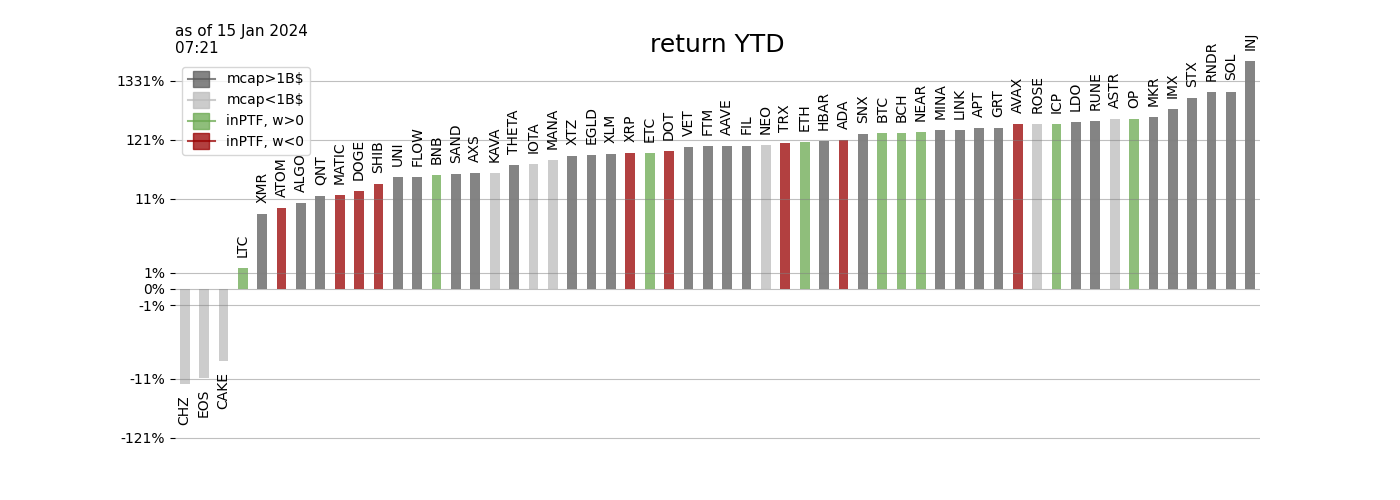 as of 15 Jan 2024
07:21
return YTD
mcap>1B$
mcap<1B$
inPTF, w>0
inPTF, w<0
1331%
121%
11%
1%
0%
-1%
-11%
-121%
CHZ
EOS
CAKE
LTC
XMR
ATOM
ALGO
QNT
MATIC
DOGE
SHIB
UNI
FLOW
BNB
SAND
AXS
KAVA
THETA
IOTA
MANA
XTZ
EGLD
XLM
XRP
ETC
DOT
VET
FTM
AAVE
FIL
NEO
TRX
ETH
HBAR
ADA
SNX
BTC
BCH
NEAR
MINA
LINK
APT
GRT
AVAX
ROSE
ICP
LDO
RUNE
ASTR
OP
MKR
IMX
STX
RNDR
SOL
INJ